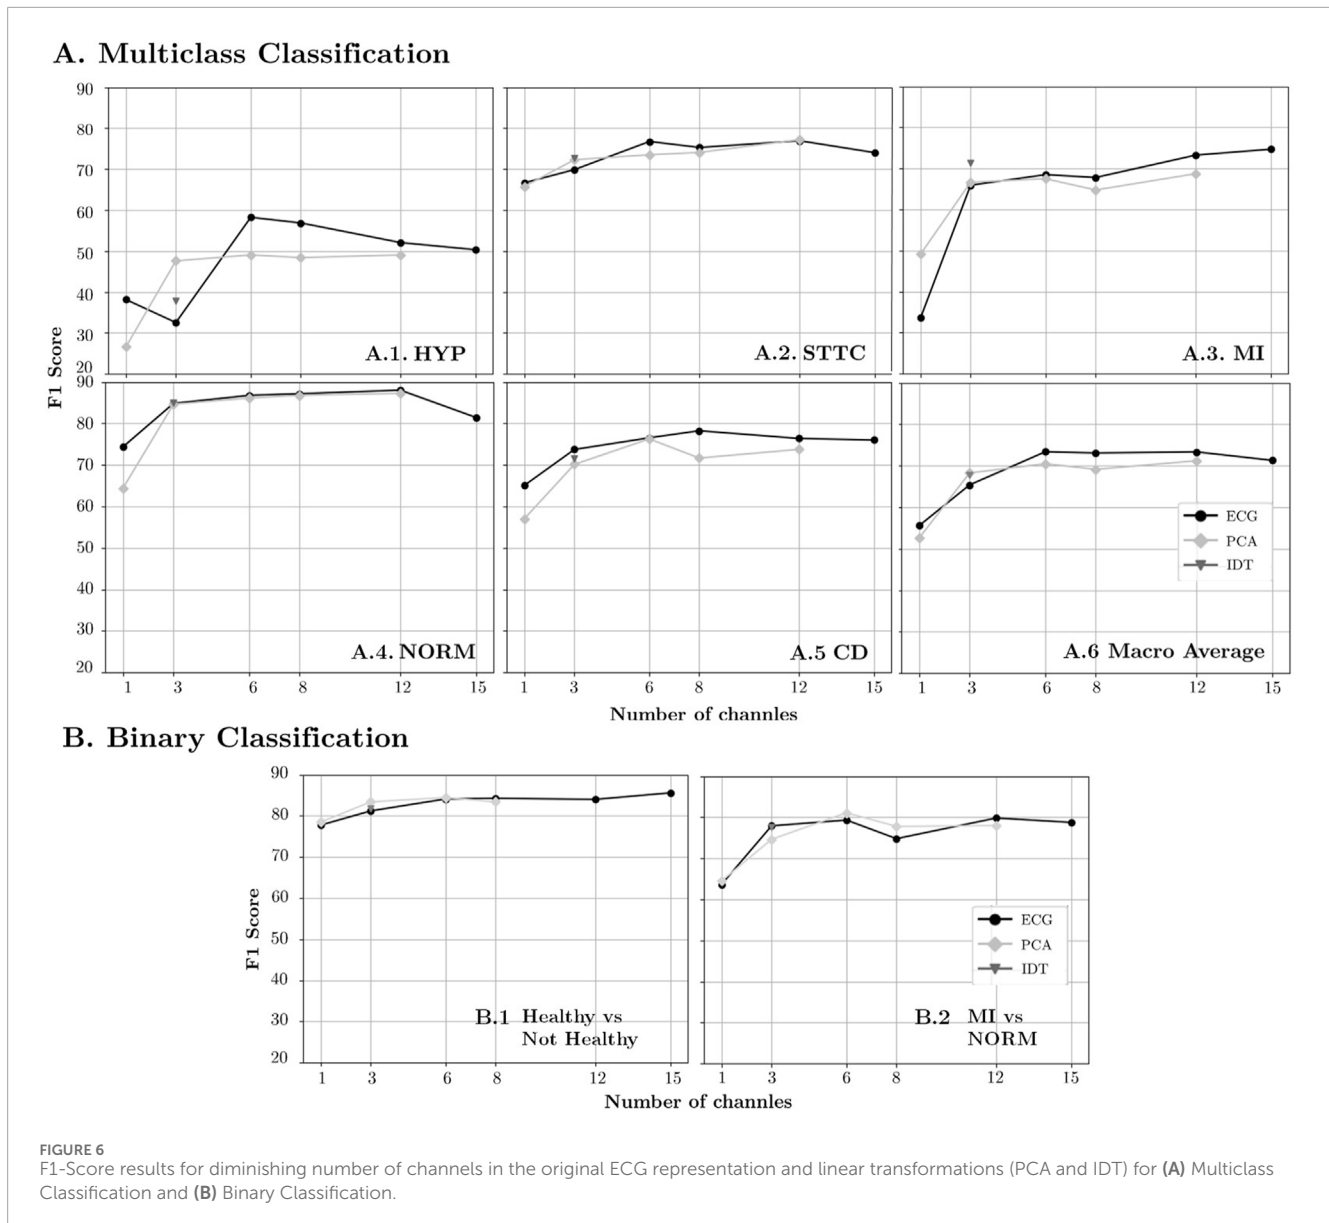 A. Multiclass Classification
90
80
70
60
50
40
30
20
A.1. HYP
A.2. STTC
A.3. MI
F1 Score
90
80
70
60
50
40
30
20
A.4. NORM
A.5 CD
A.6 Macro Average
ECG
PCA
IDT
1 3 6 8 12 15
1 3 6 8 12 15
1 3 6 8 12 15
Number of channles
B. Binary Classification
90
80
70
60
50
40
30
20
F1 Score
B.1 Healthy vs
Not Healthy
B.2 MI vs
NORM
ECG
PCA
IDT
1 3 6 8 12 15
1 3 6 8 12 15
Number of channles
FIGURE 6
F1-Score results for diminishing number of channels in the original ECG representation and linear transformations (PCA and IDT) for (A) Multiclass
Classification and (B) Binary Classification.